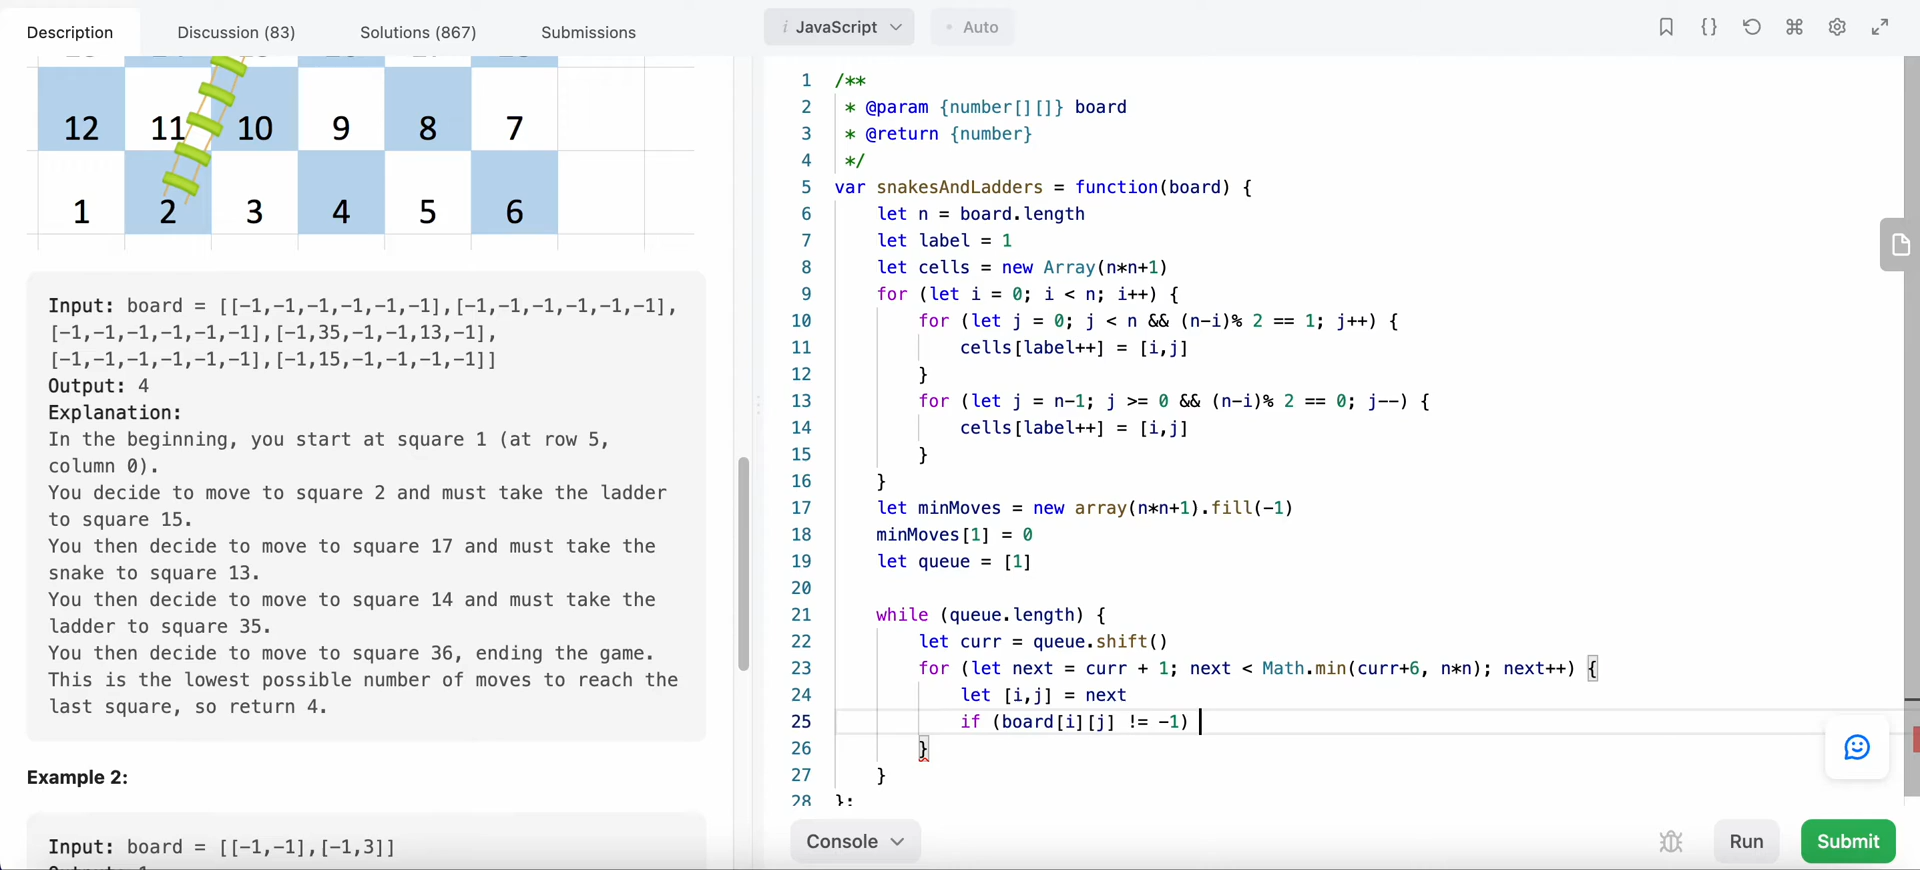 Description
Discussion (83)
Solutions (867)
Submissions
12 11 10 9 8 7
1 2 3 4 5 6
Input: board = [[-1,-1,-1,-1,-1,-1],[-1,-1,-1,-1,-1,-1],
[-1,-1,-1,-1,-1,-1],[-1,35,-1,-1,13,-1],
[-1,-1,-1,-1,-1,-1],[-1,15,-1,-1,-1,-1]]
Output: 4
Explanation:
In the beginning, you start at square 1 (at row 5,
column 0).
You decide to move to square 2 and must take the ladder
to square 15.
You then decide to move to square 17 and must take the
snake to square 13.
You then decide to move to square 14 and must take the
ladder to square 35.
You then decide to move to square 36, ending the game.
This is the lowest possible number of moves to reach the
last square, so return 4.
Example 2:
Input: board = [[-1,-1],[-1,3]]
i JavaScript
Auto
1 /**
2 * @param {number[][]} board
3 * @return {number}
4 */
5 var snakesAndLadders = function(board) {
6 let n = board.length
7 let label = 1
8 let cells = new Array(n*n+1)
9 for (let i = 0; i < n; i++) {
10 for (let j = 0; j < n && (n-i)% 2 == 1; j++) {
11 cells[label++] = [i,j]
12 }
13 for (let j = n-1; j >= 0 && (n-i)% 2 == 0; j--) {
14 cells[label++] = [i,j]
15 }
16 }
17 let minMoves = new array(n*n+1).fill(-1)
18 minMoves[1] = 0
19 let queue = [1]
20
21 while (queue.length) {
22 let curr = queue.shift()
23 for (let next = curr + 1; next < Math.min(curr+6, n*n); next++) {
24 let [i,j] = next
25 if (board[i][j] != -1)
26 }
27 }
28 };
Console
Run
Submit